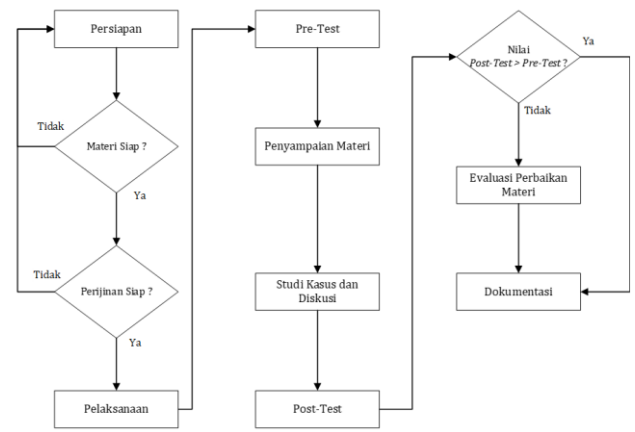 Persiapan
Tidak
Materi Siap ?
Ya
Tidak
Perijinan Siap ?
Ya
Pelaksanaan
Pre-Test
Penyampaian Materi
Studi Kasus dan
Diskusi
Post-Test
Nilai
Post-Test > Pre-Test ?
Ya
Tidak
Evaluasi Perbaikan
Materi
Dokumentasi